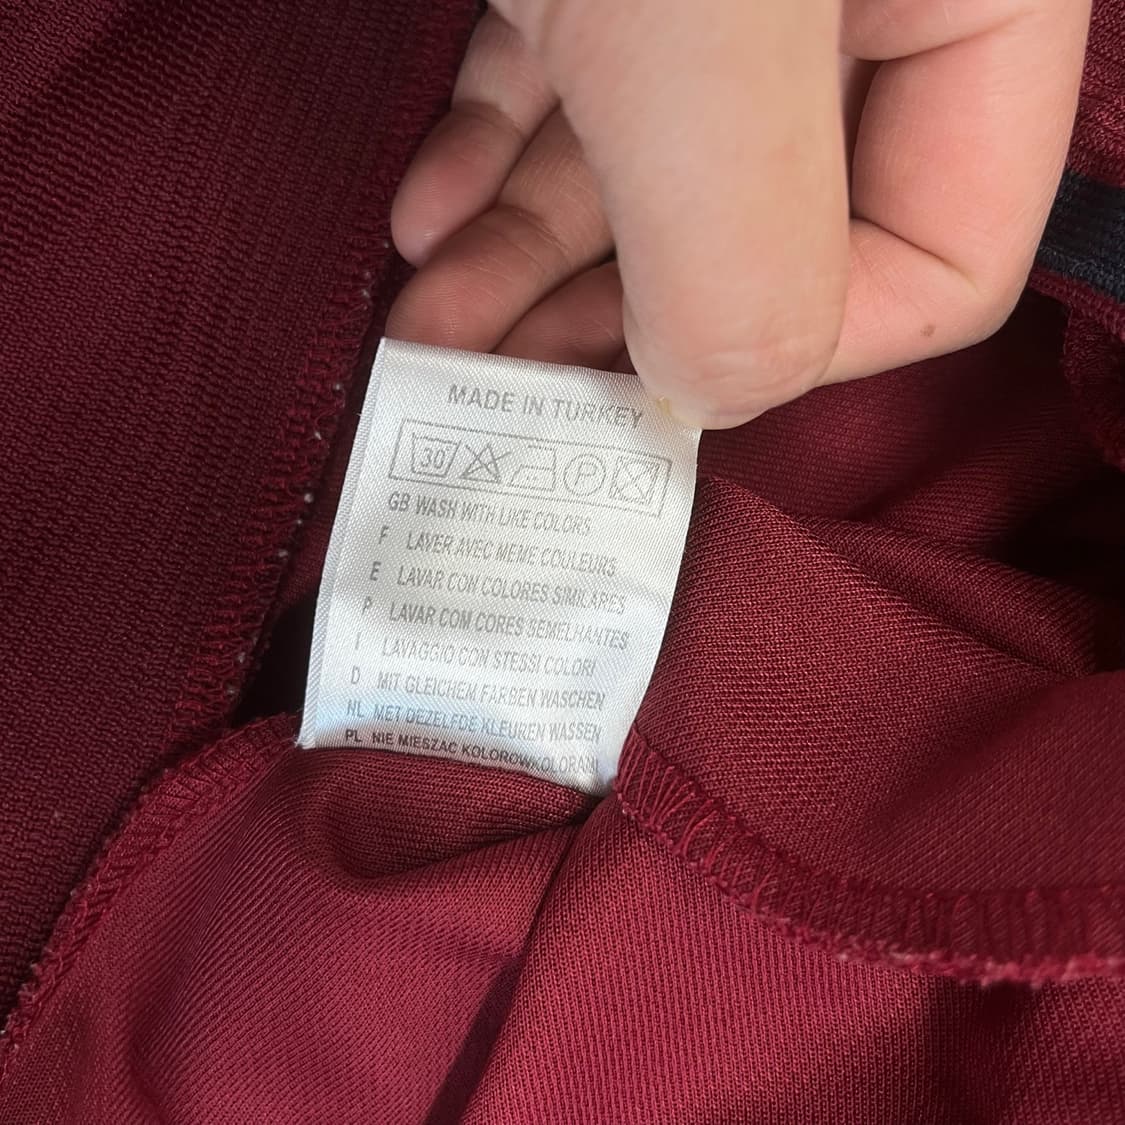 MADE IN TURKEY
30°
P
GB WASH WITH LIKE COLORS
F LAVER AVEC MEME COULEURS
E LAVAR CON COLORES SIMILARES
P LAVAR COM CORES SEMELHANTES
I LAVAGGIO CON STESSI COLORI
D MIT GLEICHEM FARBEN WASCHEN
NL MET DEZELFDE KLEUREN WASSEN
PL NIE MIESZAC KOLOROWKOLORAMI